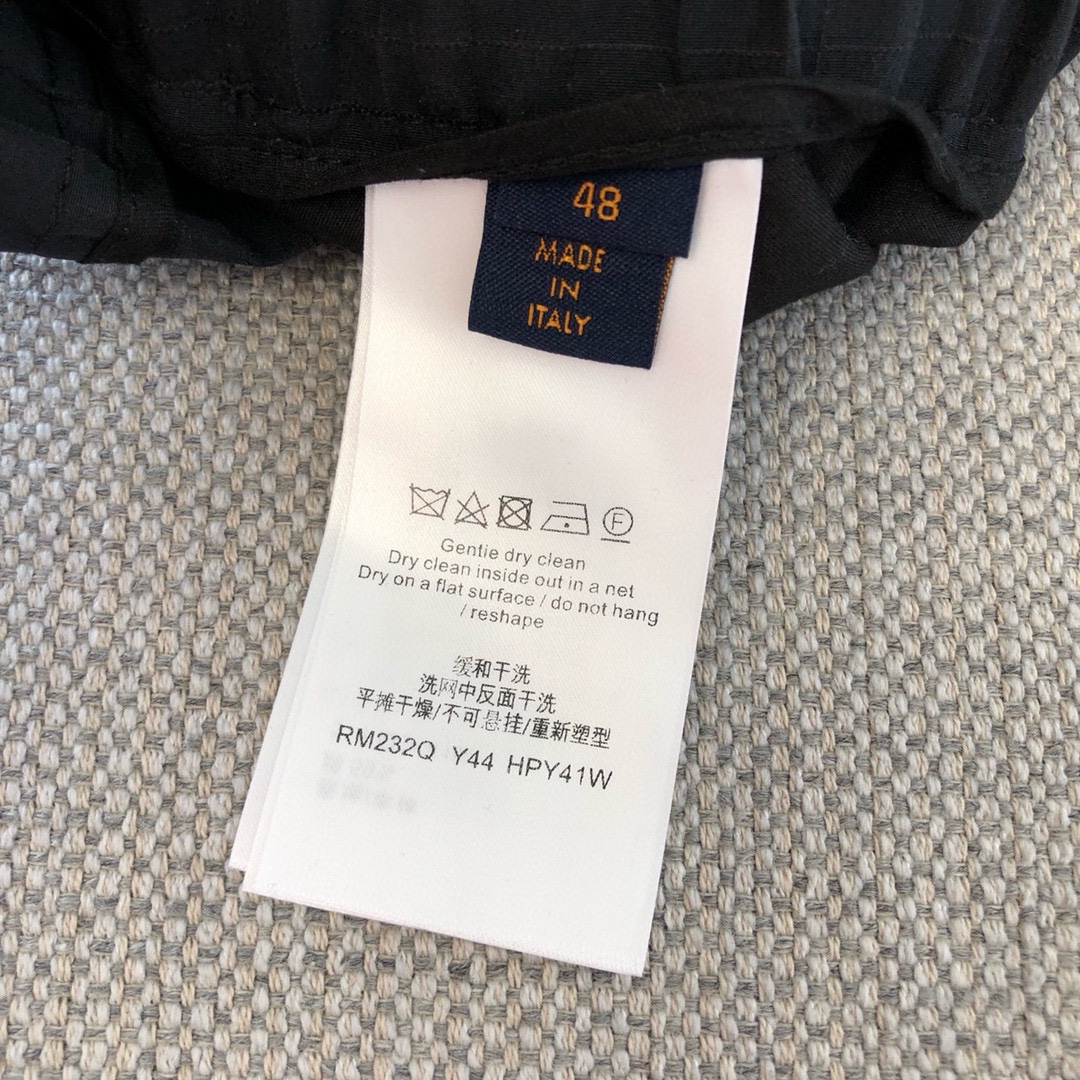 48
MADE
IN
ITALY
F
Gentie dry clean
Dry clean inside out in a net
Dry on a flat surface / do not hang
/ reshape
缓和干洗
洗网中反面干洗
平摊干燥/不可悬挂/重新塑型
RM232Q Y44 HPY41W